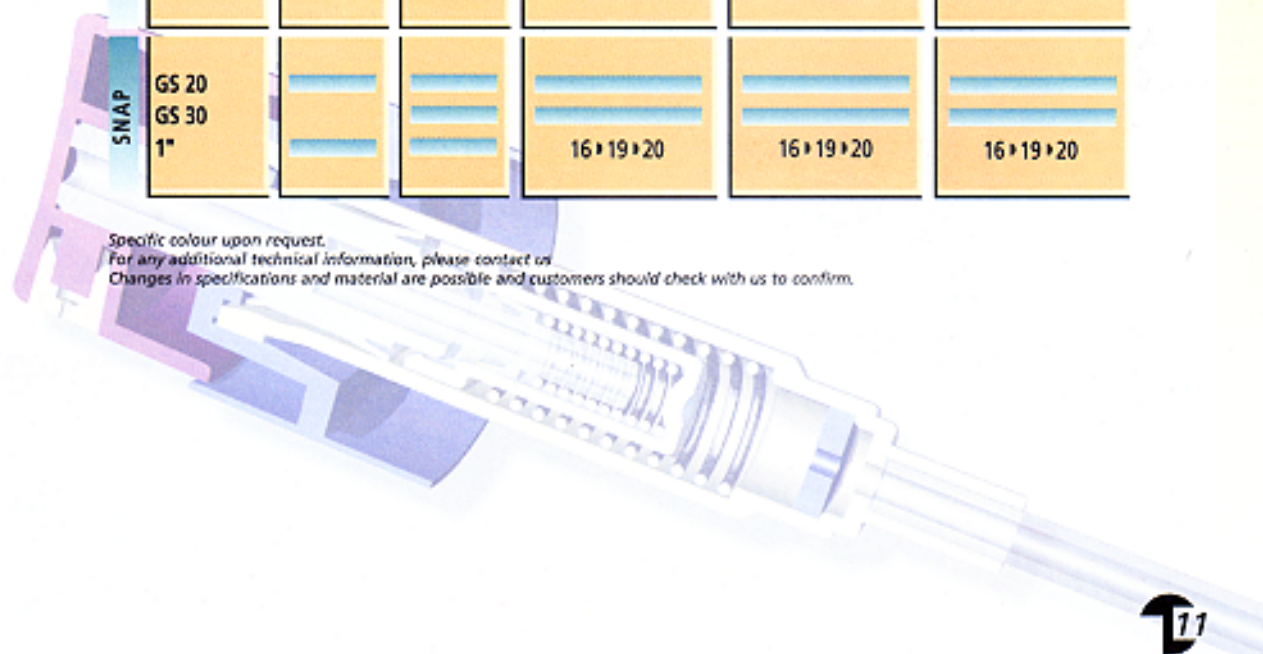 SNAP
GS 20
GS 30
1"
16 ▸ 19 ▸ 20
16 ▸ 19 ▸ 20
16 ▸ 19 ▸ 20
Specific colour upon request.
For any additional technical information, please contact us
Changes in specifications and material are possible and customers should check with us to confirm.
11